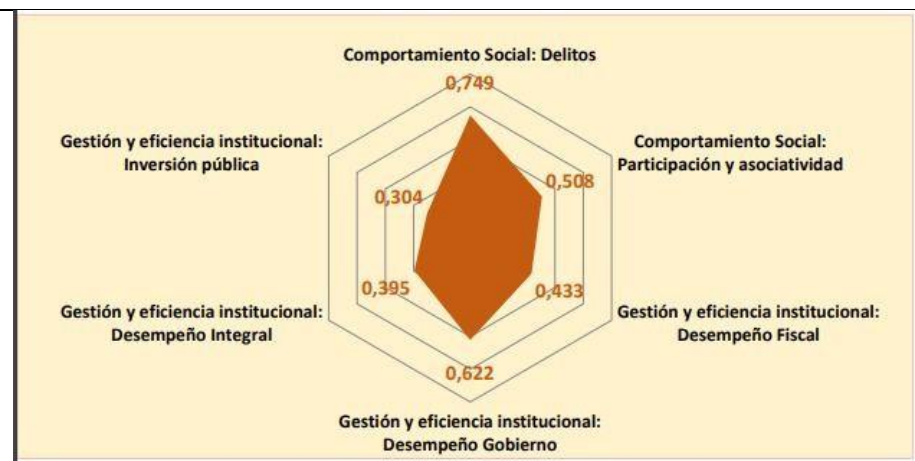 Comportamiento Social: Delitos
0,749
Gestión y eficiencia institucional:
Inversión pública
0,304
Comportamiento Social:
Participación y asociatividad
0,508
Gestión y eficiencia institucional:
Desempeño Integral
0,395
Gestión y eficiencia institucional:
Desempeño Fiscal
0,433
0,622
Gestión y eficiencia institucional:
Desempeño Gobierno